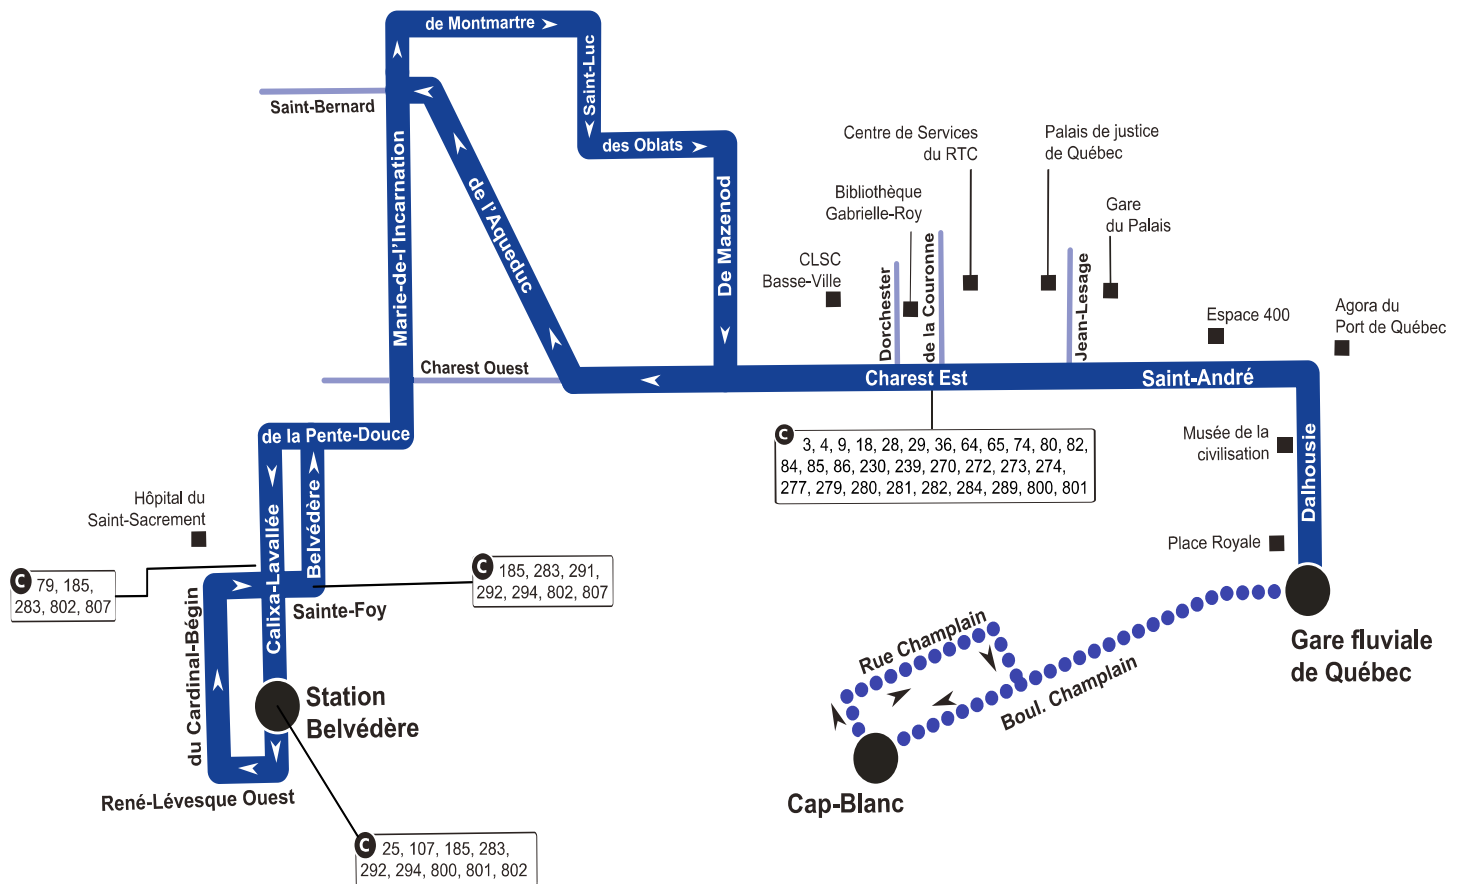 de Montmartre
Saint-Luc
Saint-Bernard
des Oblats
Marie-de-l'Incarnation
de l'Aqueduc
De Mazenod
Centre de Services
du RTC
Palais de justice
de Québec
Bibliothèque
Gabrielle-Roy
Gare
du Palais
CLSC
Basse-Ville
Dorchester
de la Couronne
Jean-Lesage
Espace 400
Agora du
Port de Québec
Charest Ouest
Charest Est
Saint-André
de la Pente-Douce
C 3, 4, 9, 18, 28, 29, 36, 64, 65, 74, 80, 82,
84, 85, 86, 230, 239, 270, 272, 273, 274,
277, 279, 280, 281, 282, 284, 289, 800, 801
Musée de la
civilisation
Dalhousie
Hôpital du
Saint-Sacrement
Calixa-Lavallée
Belvédère
Place Royale
C 79, 185,
283, 802, 807
C 185, 283, 291,
292, 294, 802, 807
Sainte-Foy
du Cardinal-Bégin
Rue Champlain
Boul. Champlain
Gare fluviale
de Québec
Station
Belvédère
René-Lévesque Ouest
Cap-Blanc
C 25, 107, 185, 283,
292, 294, 800, 801, 802